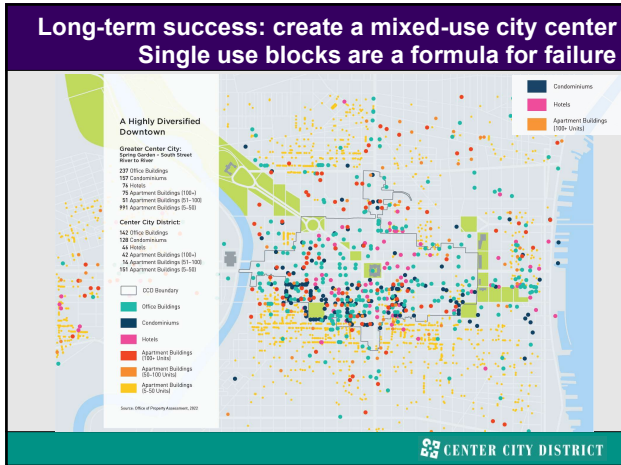 Long-term success: create a mixed-use city center
Single use blocks are a formula for failure
A Highly Diversified
Downtown
Greater Center City:
Spring Garden - South Street
River to River
237 Office Buildings
157 Condominiums
76 Hotels
75 Apartment Buildings (100+)
51 Apartment Buildings (51-100)
991 Apartment Buildings (5-50)
Center City District:
142 Office Buildings
128 Condominiums
44 Hotels
42 Apartment Buildings (100+)
14 Apartment Buildings (51-100)
151 Apartment Buildings (5-50)
CCD Boundary
Office Buildings
Condominiums
Hotels
Apartment Buildings
(100+ Units)
Apartment Buildings
(50-100 Units)
Apartment Buildings
(5-50 Units)
Source: Office of Property Assessment, 2022
Condominiums
Hotels
Apartment Buildings
(100+ Units)
CENTER CITY DISTRICT